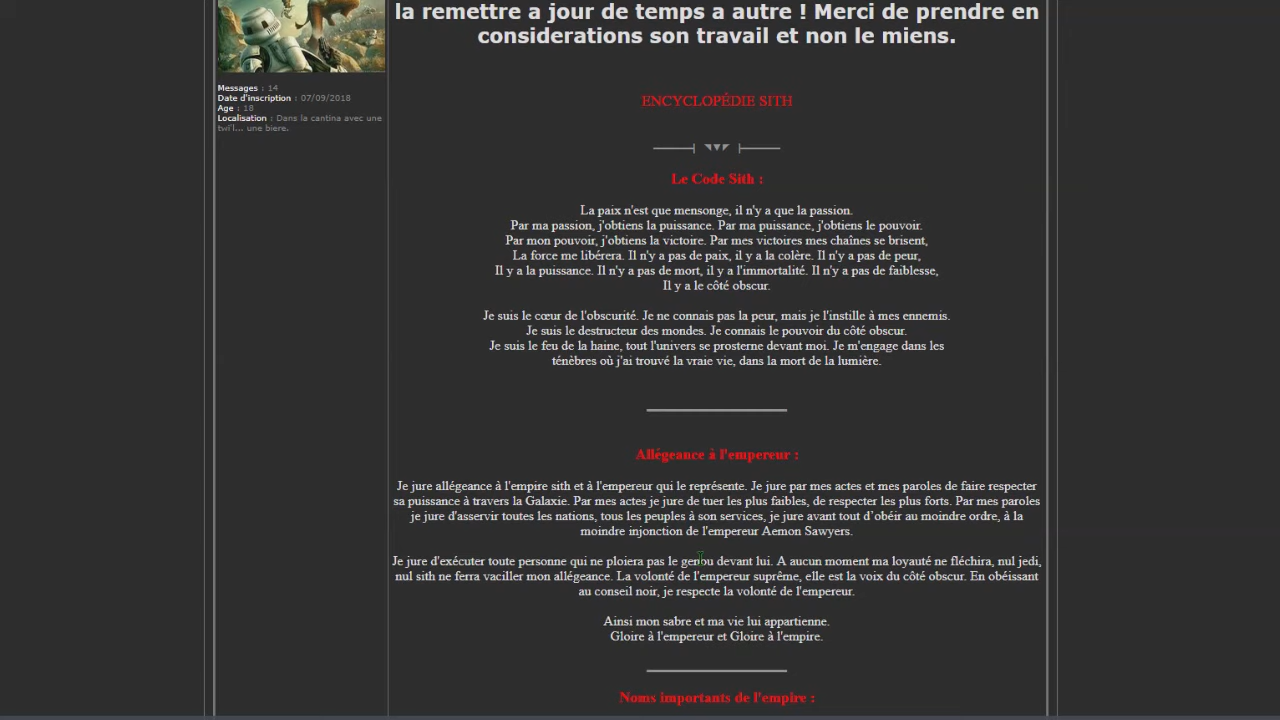 la remettre a jour de temps a autre ! Merci de prendre en
considerations son travail et non le miens.
Messages : 14
Date d'inscription : 07/09/2018
Age : 18
Localisation : Dans la cantina avec une
twi'l... une biere.
ENCYCLOPÉDIE SITH
Le Code Sith :
La paix n'est que mensonge, il n'y a que la passion.
Par ma passion, j'obtiens la puissance. Par ma puissance, j'obtiens le pouvoir.
Par mon pouvoir, j'obtiens la victoire. Par mes victoires mes chaînes se brisent,
La force me libérera. Il n'y a pas de paix, il y a la colère. Il n'y a pas de peur,
Il y a la puissance. Il n'y a pas de mort, il y a l'immortalité. Il n'y a pas de faiblesse,
Il y a le côté obscur.
Je suis le cœur de l'obscurité. Je ne connais pas la peur, mais je l'instille à mes ennemis.
Je suis le destructeur des mondes. Je connais le pouvoir du côté obscur.
Je suis le feu de la haine, tout l'univers se prosterne devant moi. Je m'engage dans les
ténèbres où j'ai trouvé la vraie vie, dans la mort de la lumière.
Allégeance à l'empereur :
Je jure allégeance à l'empire sith et à l'empereur qui le représente. Je jure par mes actes et mes paroles de faire respecter
sa puissance à travers la Galaxie. Par mes actes je jure de tuer les plus faibles, de respecter les plus forts. Par mes paroles
je jure d'asservir toutes les nations, tous les peuples à son services, je jure avant tout d’obéir au moindre ordre, à la
moindre injonction de l'empereur Aemon Sawyers.
Je jure d'exécuter toute personne qui ne ploiera pas le genou devant lui. A aucun moment ma loyauté ne fléchira, nul jedi,
nul sith ne ferra vaciller mon allégeance. La volonté de l'empereur suprême, elle est la voix du côté obscur. En obéissant
au conseil noir, je respecte la volonté de l'empereur.
Ainsi mon sabre et ma vie lui appartienne.
Gloire à l'empereur et Gloire à l'empire.
Noms importants de l'empire :